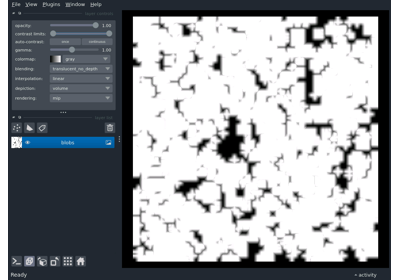 File View Plugins Window Help
opacity: 1.00
contrast limits:
auto-contrast: once continuous
gamma: 1.00
colormap: gray
blending: translucent_no_depth
interpolation: linear
depiction: volume
rendering: mip
blobs
Ready
activity